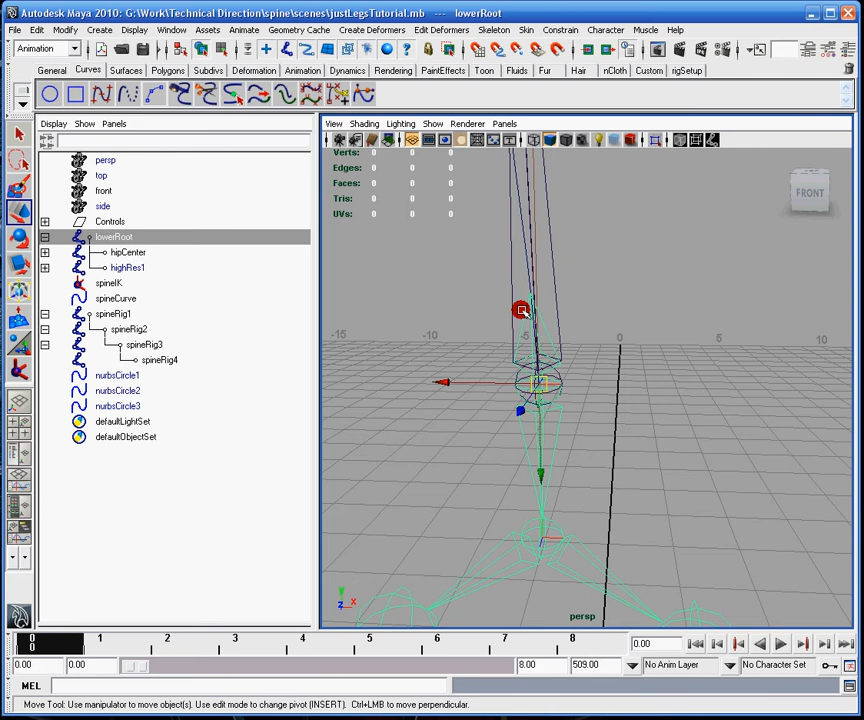 Autodesk Maya 2010: G:\Work\Technical Direction\spine\scenes\justLegsTutorial.mb --- lowerRoot
File Edit Modify Create Display Window Assets Animate Geometry Cache Create Deformers Edit Deformers Skeleton Skin Constrain Character Muscle Help
Animation
General Curves Surfaces Polygons Subdivs Deformation Animation Dynamics Rendering PaintEffects Toon Fluids Fur Hair nCloth Custom rigSetup
Display Show Panels
View Shading Lighting Show Renderer Panels
persp
top
front
side
Controls
lowerRoot
hipCenter
highRes1
spineIK
spineCurve
spineRig1
spineRig2
spineRig3
spineRig4
nurbsCircle1
nurbsCircle2
nurbsCircle3
defaultLightSet
defaultObjectSet
Verts: 0 0 0
Edges: 0 0 0
Faces: 0 0 0
Tris: 0 0 0
UVs: 0 0 0
FRONT
-15 -10 -5 0 5 10
y
z x
persp
0 1 2 3 4 5 6 7 8 0.00
0
0.00 0.00 8.00 509.00 No Anim Layer No Character Set
MEL
Move Tool: Use manipulator to move object(s). Use edit mode to change pivot (INSERT). Ctrl+LMB to move perpendicular.